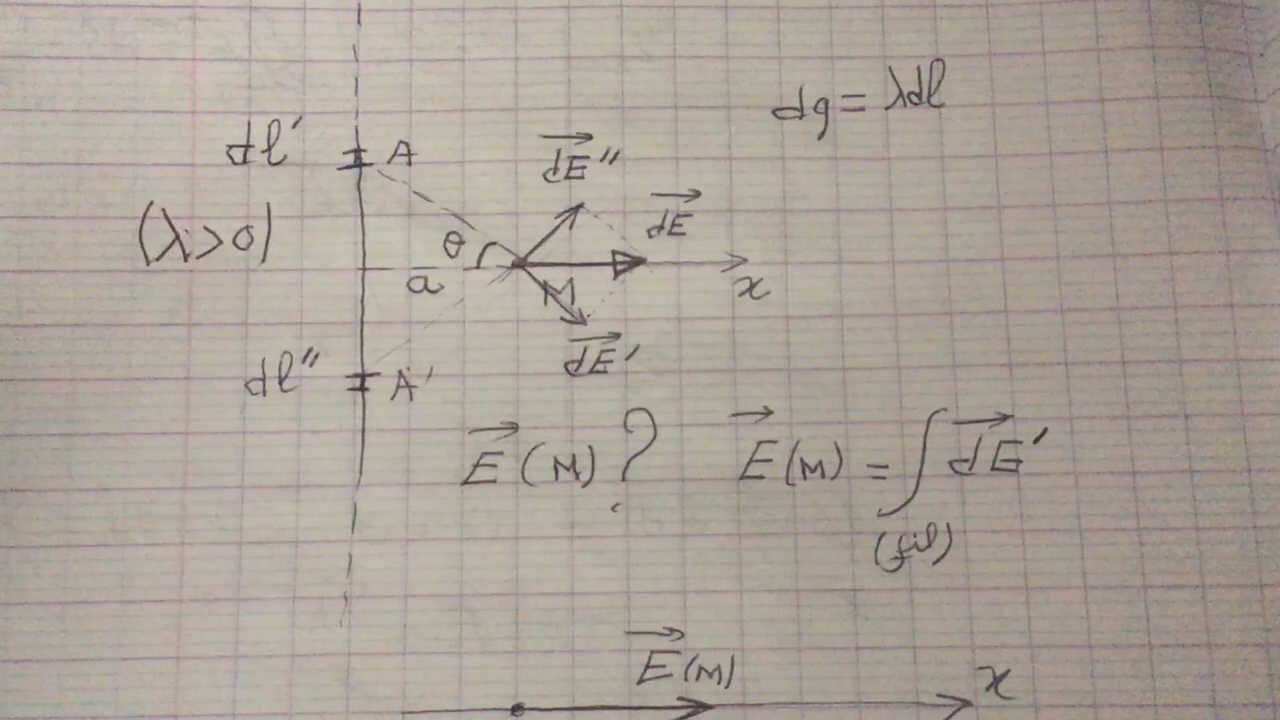 dq = λdl
dl' A
dE⃗''
(λ>0)
θ dE⃗
a M x
dE⃗'
dl'' A'
E⃗(M) ? E⃗(M) = ∫ dE⃗'
(fil)
E⃗(M) x